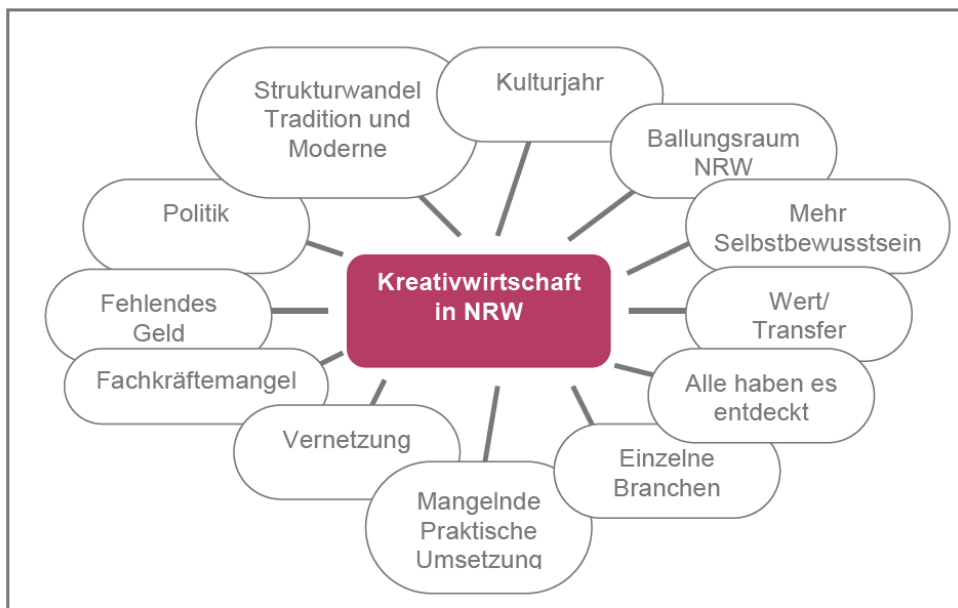 Strukturwandel
Tradition und
Moderne
Kulturjahr
Ballungsraum
NRW
Mehr
Selbstbewusstsein
Wert/
Transfer
Alle haben es
entdeckt
Einzelne
Branchen
Mangelnde
Praktische
Umsetzung
Vernetzung
Fachkräftemangel
Fehlendes
Geld
Politik
Kreativwirtschaft
in NRW